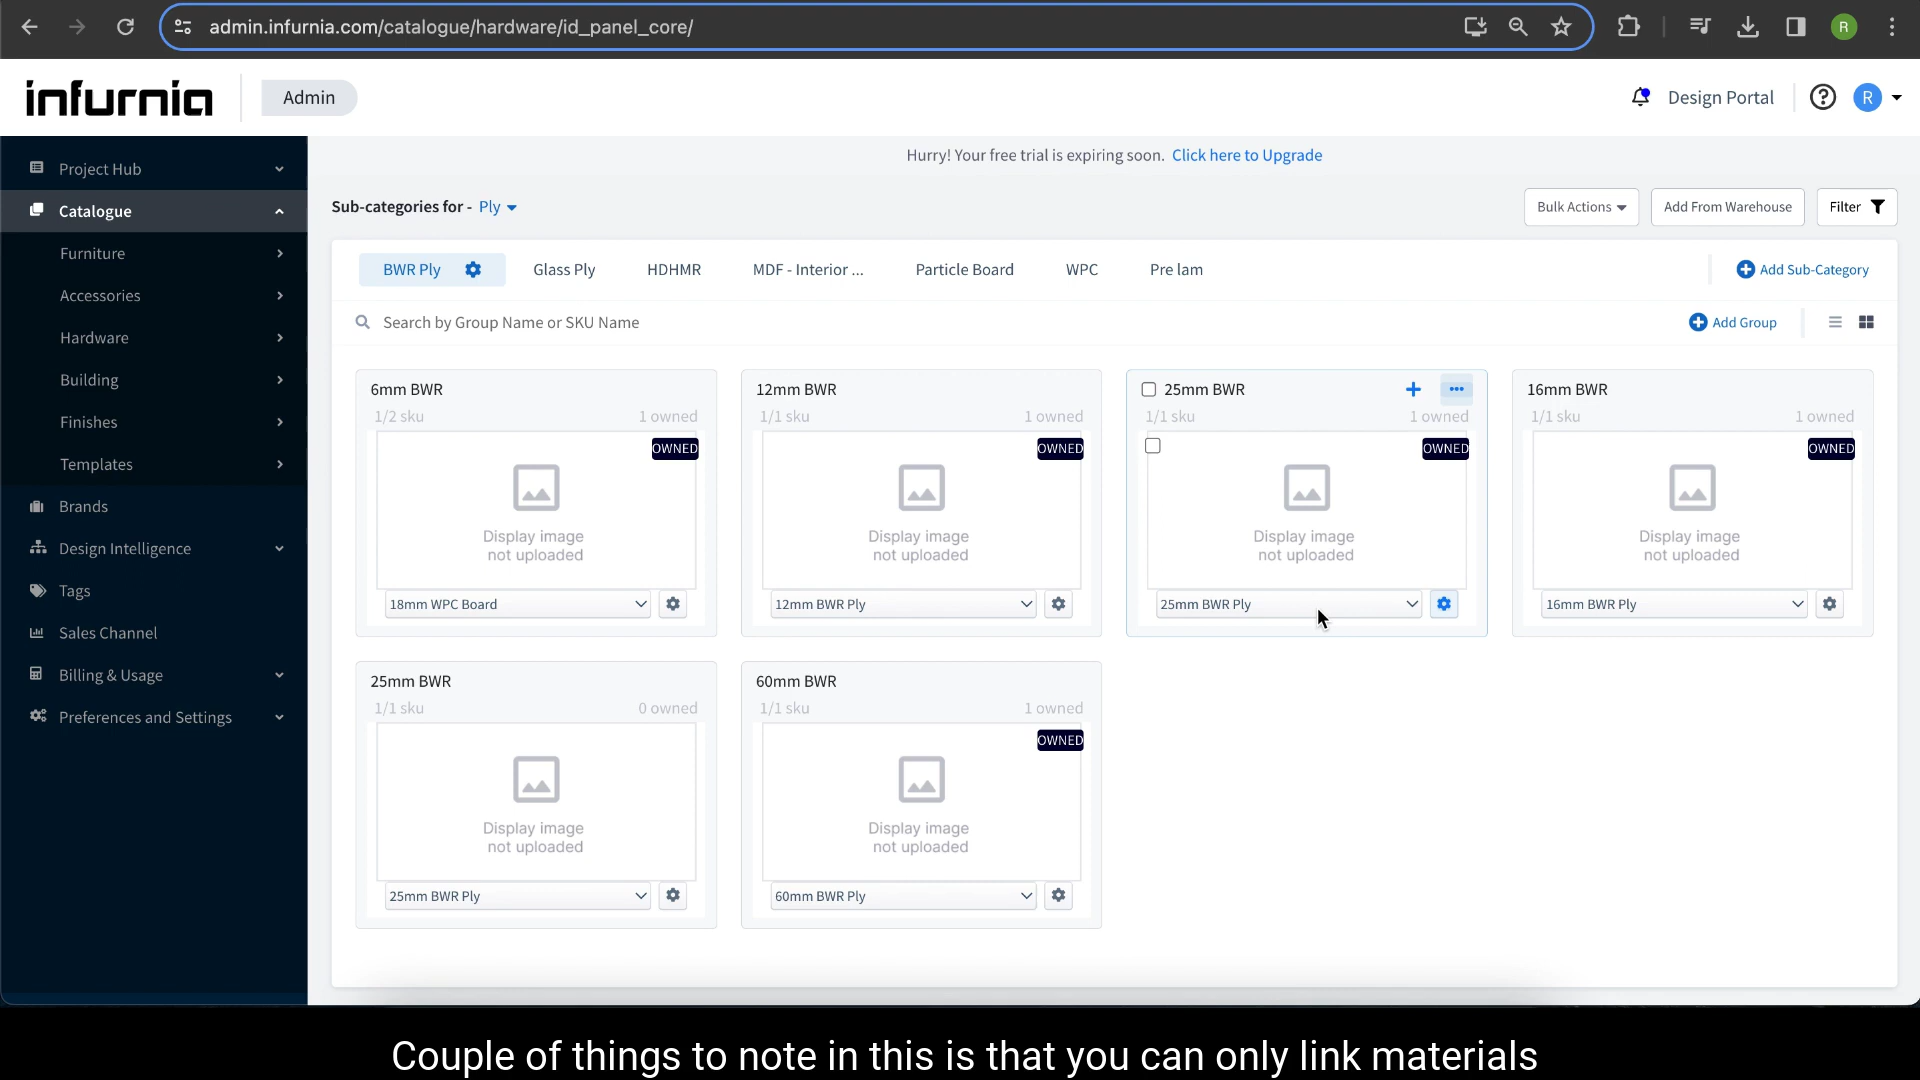 admin.infurnia.com/catalogue/hardware/id_panel_core/
R
infurnia
Admin
Design Portal
R
Project Hub
Catalogue
Furniture
Accessories
Hardware
Building
Finishes
Templates
Brands
Design Intelligence
Tags
Sales Channel
Billing & Usage
Preferences and Settings
Hurry! Your free trial is expiring soon. Click here to Upgrade
Sub-categories for - Ply
Bulk Actions
Add From Warehouse
Filter
BWR Ply
Glass Ply
HDHMR
MDF - Interior ...
Particle Board
WPC
Pre lam
Add Sub-Category
Search by Group Name or SKU Name
Add Group
6mm BWR
1/2 sku
1 owned
OWNED
Display image
not uploaded
18mm WPC Board
12mm BWR
1/1 sku
1 owned
OWNED
Display image
not uploaded
12mm BWR Ply
25mm BWR
1/1 sku
1 owned
OWNED
Display image
not uploaded
25mm BWR Ply
16mm BWR
1/1 sku
1 owned
OWNED
Display image
not uploaded
16mm BWR Ply
25mm BWR
1/1 sku
0 owned
Display image
not uploaded
25mm BWR Ply
60mm BWR
1/1 sku
1 owned
OWNED
Display image
not uploaded
60mm BWR Ply
Couple of things to note in this is that you can only link materials